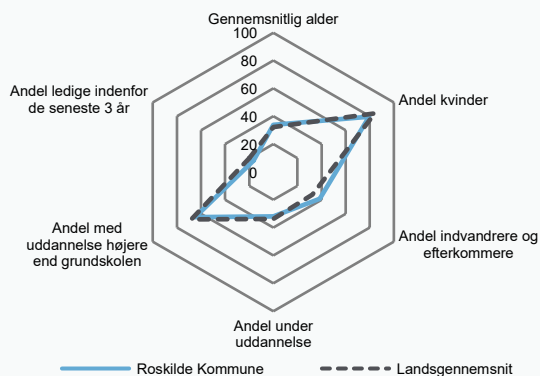 Gennemsnitlig alder
100
80
60
40
20
0
Andel kvinder
Andel indvandrere og
efterkommere
Andel under
uddannelse
Andel med
uddannelse højere
end grundskolen
Andel ledige indenfor
de seneste 3 år
Roskilde Kommune
Landsgennemsnit